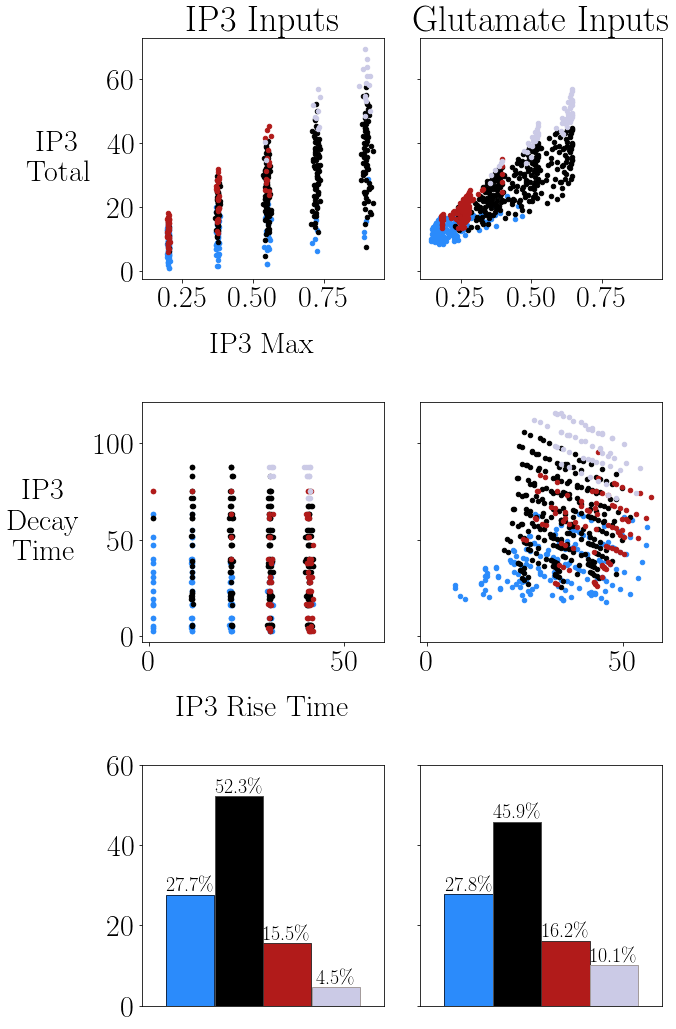 IP3 Inputs
Glutamate Inputs
60
40
20
0
IP3
Total
0.25 0.50 0.75
0.25 0.50 0.75
IP3 Max
100
50
0
IP3
Decay
Time
0 50
0 50
IP3 Rise Time
60
40
20
0
27.7%
52.3%
15.5%
4.5%
27.8%
45.9%
16.2%
10.1%